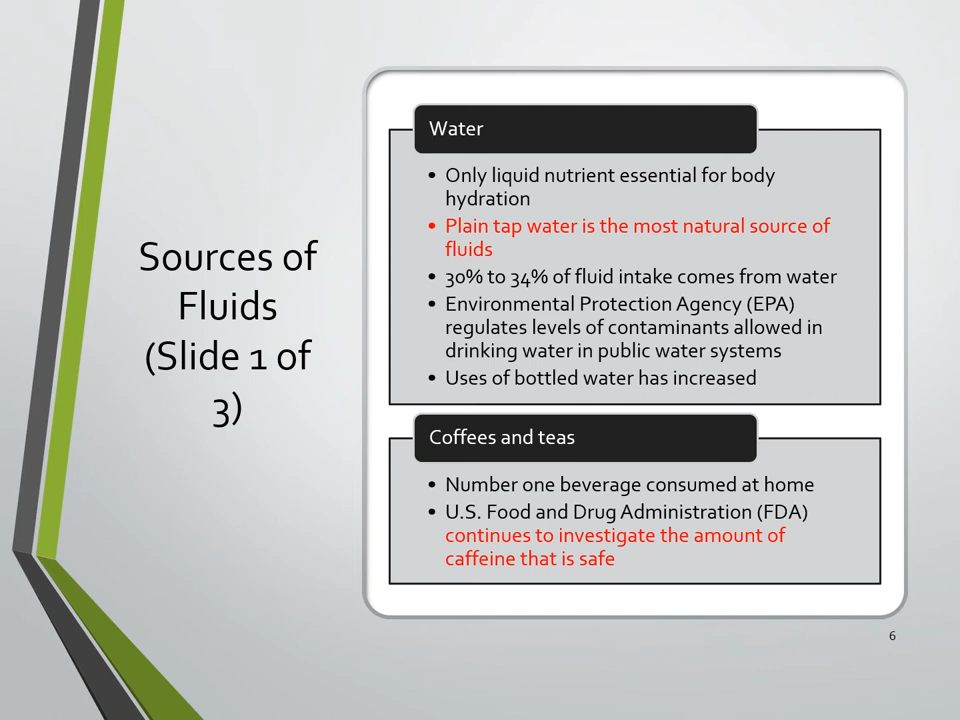 Sources of
Fluids
(Slide 1 of
3)
Water
• Only liquid nutrient essential for body
hydration
• Plain tap water is the most natural source of
fluids
• 30% to 34% of fluid intake comes from water
• Environmental Protection Agency (EPA)
regulates levels of contaminants allowed in
drinking water in public water systems
• Uses of bottled water has increased
Coffees and teas
• Number one beverage consumed at home
• U.S. Food and Drug Administration (FDA)
continues to investigate the amount of
caffeine that is safe
6